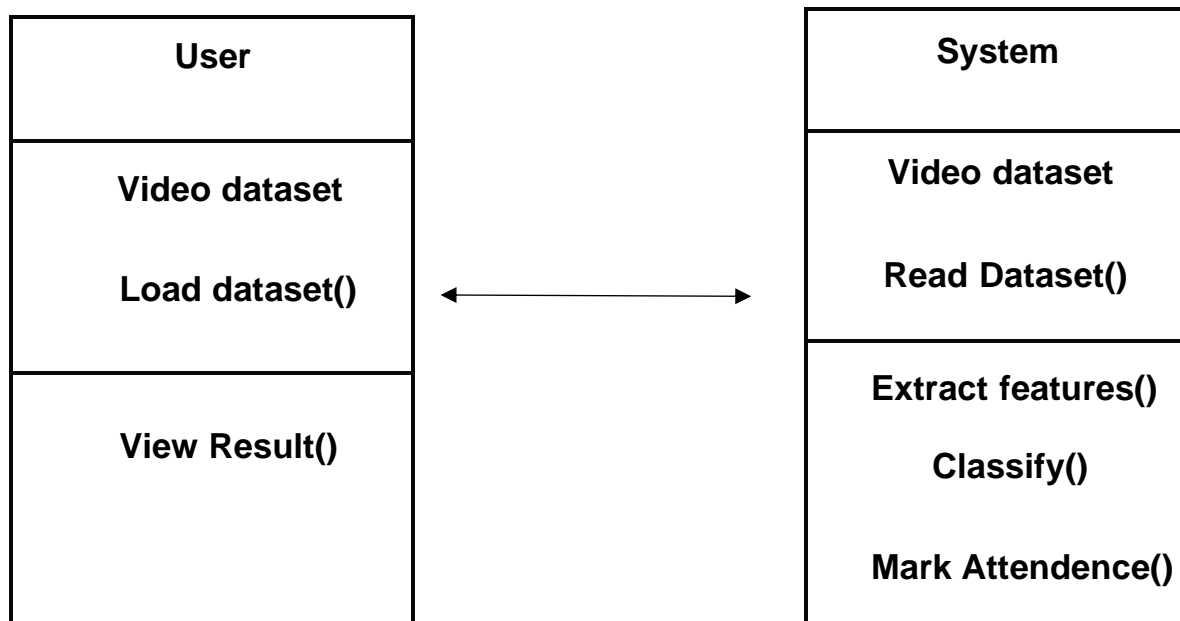 User
Video dataset
Load dataset()
View Result()
System
Video dataset
Read Dataset()
Extract features()
Classify()
Mark Attendence()